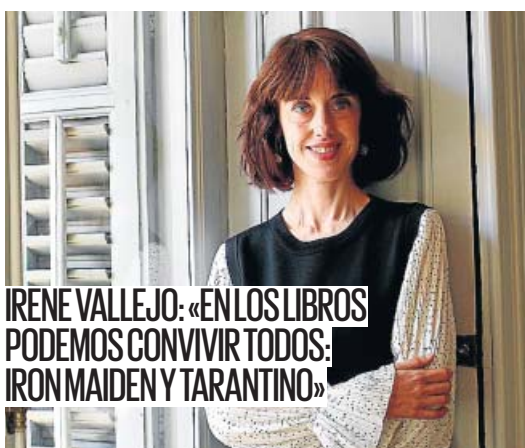 IRENE VALLEJO: «EN LOS LIBROS
PODEMOS CONVIVIR TODOS:
IRON MAIDEN Y TARANTINO»